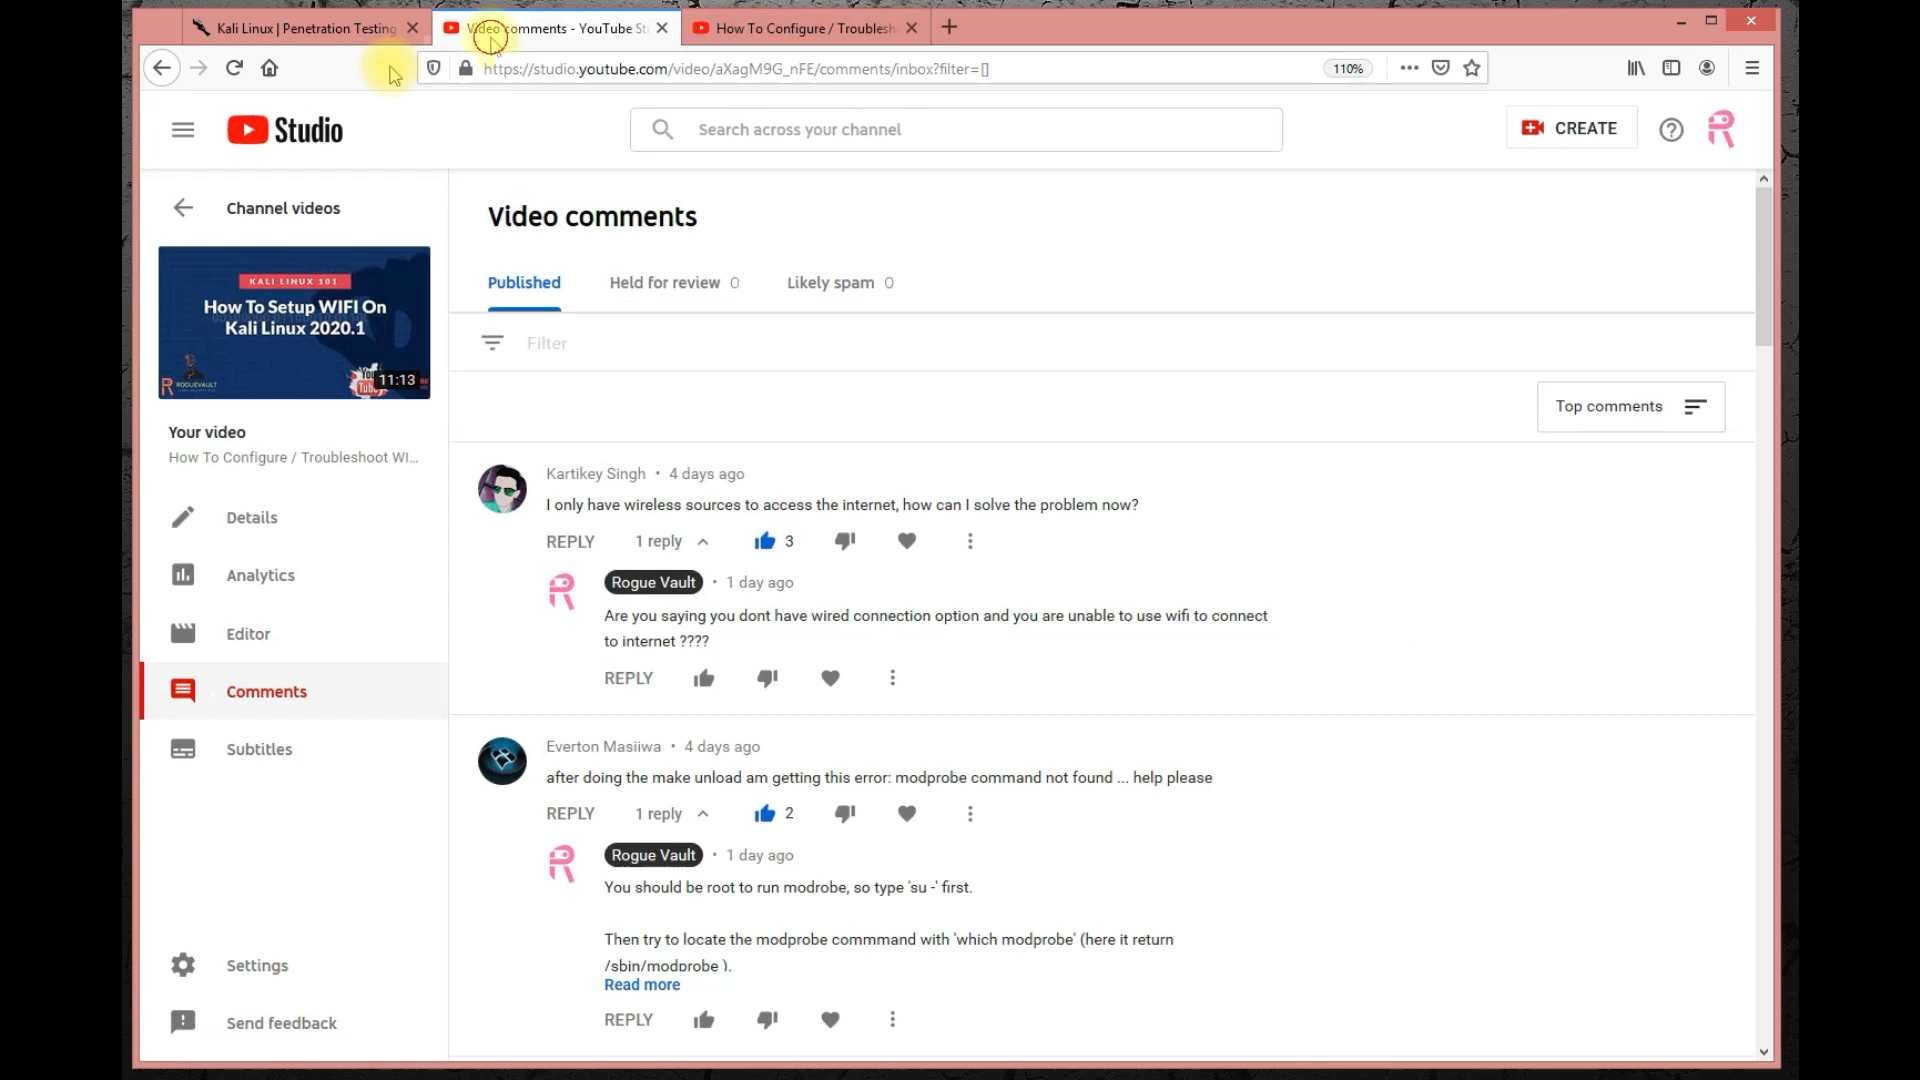 Kali Linux | Penetration Testing
Video comments - YouTube St
How To Configure / Troublesh
https://studio.youtube.com/video/aXagM9G_nFE/comments/inbox?filter=[]
110%
Studio
Search across your channel
CREATE
Channel videos
KALI LINUX 101
How To Setup WIFI On
Kali Linux 2020.1
ROGUEVAULT
11:13
Your video
How To Configure / Troubleshoot WI...
Details
Analytics
Editor
Comments
Subtitles
Settings
Send feedback
Video comments
Published
Held for review 0
Likely spam 0
Filter
Top comments
Kartikey Singh • 4 days ago
I only have wireless sources to access the internet, how can I solve the problem now?
REPLY 1 reply 3
Rogue Vault • 1 day ago
Are you saying you dont have wired connection option and you are unable to use wifi to connect
to internet ????
REPLY
Everton Masiiwa • 4 days ago
after doing the make unload am getting this error: modprobe command not found ... help please
REPLY 1 reply 2
Rogue Vault • 1 day ago
You should be root to run modrobe, so type 'su -' first.
Then try to locate the modprobe commmand with 'which modprobe' (here it return
/sbin/modprobe ).
Read more
REPLY